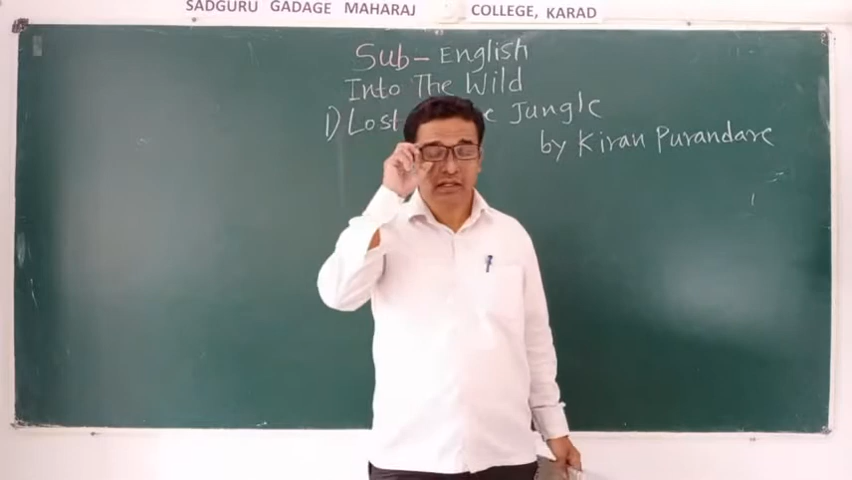 SADGURU GADAGE MAHARAJ COLLEGE, KARAD
Sub- English
Into The Wild
1) Lost Jungle
by Kiran Purandare